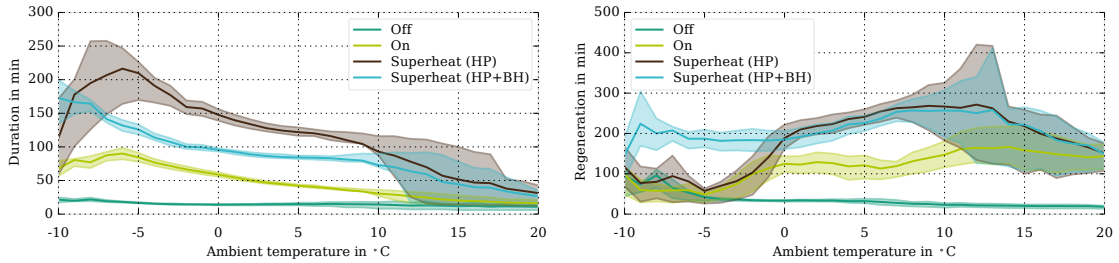 Duration in min
300
250
200
150
100
50
0
Off
On
Superheat (HP)
Superheat (HP+BH)
-10 -5 0 5 10 15 20
Ambient temperature in °C
Regeneration in min
500
400
300
200
100
0
Off
On
Superheat (HP)
Superheat (HP+BH)
-10 -5 0 5 10 15 20
Ambient temperature in °C